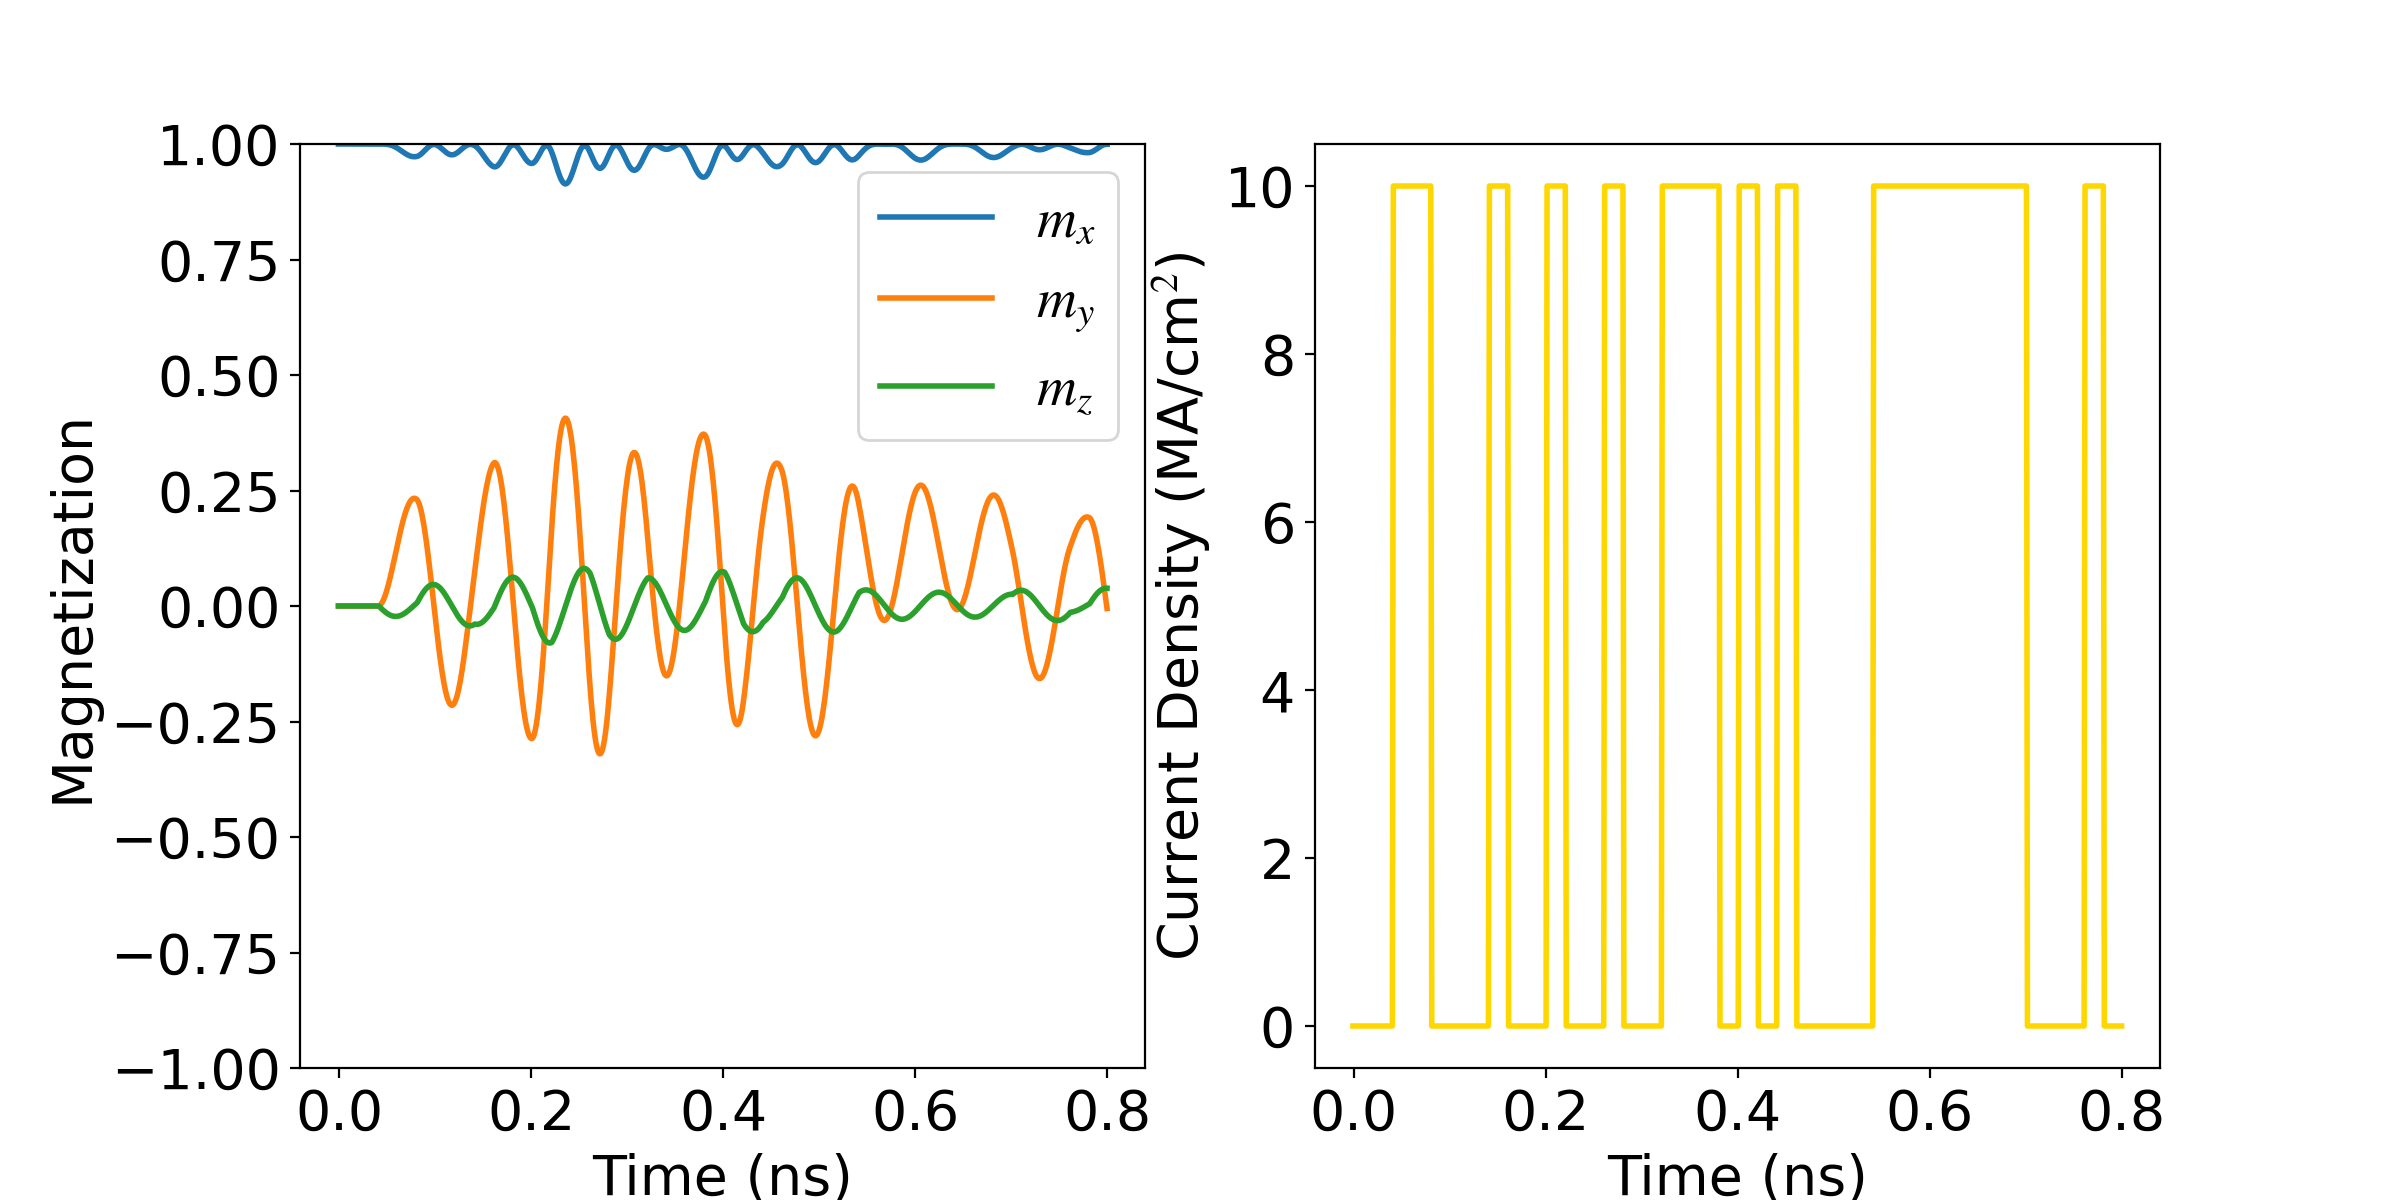 Magnetization
1.00
0.75
0.50
0.25
0.00
−0.25
−0.50
−0.75
−1.00
0.0 0.2 0.4 0.6 0.8
Time (ns)
m_x
m_y
m_z
Current Density (MA/cm²)
10
8
6
4
2
0
0.0 0.2 0.4 0.6 0.8
Time (ns)